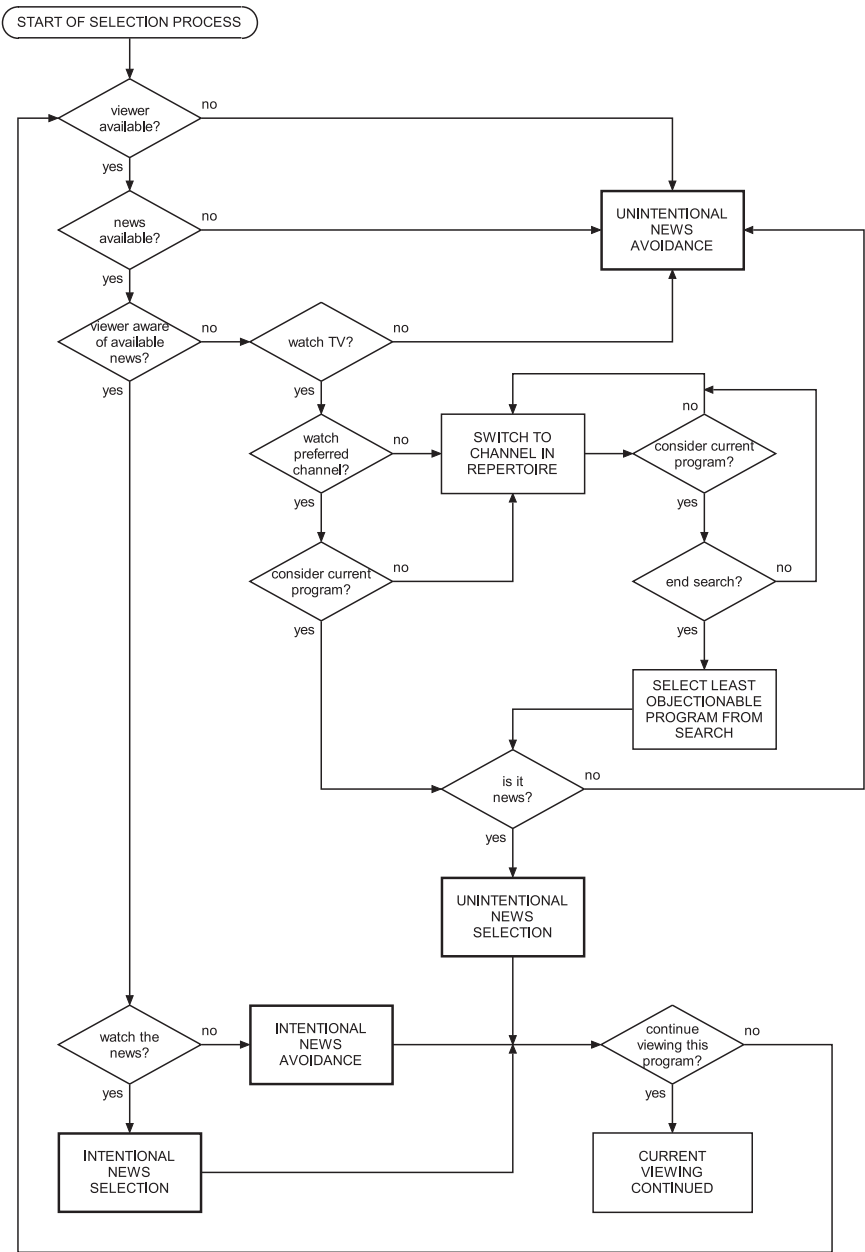 START OF SELECTION PROCESS
viewer
available?
no
yes
news
available?
no
yes
UNINTENTIONAL
NEWS
AVOIDANCE
viewer aware
of available
news?
no
yes
watch TV?
no
yes
watch
preferred
channel?
no
yes
SWITCH TO
CHANNEL IN
REPERTOIRE
no
consider current
program?
yes
consider current
program?
no
yes
end search?
no
yes
SELECT LEAST
OBJECTIONABLE
PROGRAM FROM
SEARCH
is it
news?
no
yes
UNINTENTIONAL
NEWS
SELECTION
watch the
news?
no
yes
INTENTIONAL
NEWS
AVOIDANCE
continue
viewing this
program?
no
yes
INTENTIONAL
NEWS
SELECTION
CURRENT
VIEWING
CONTINUED